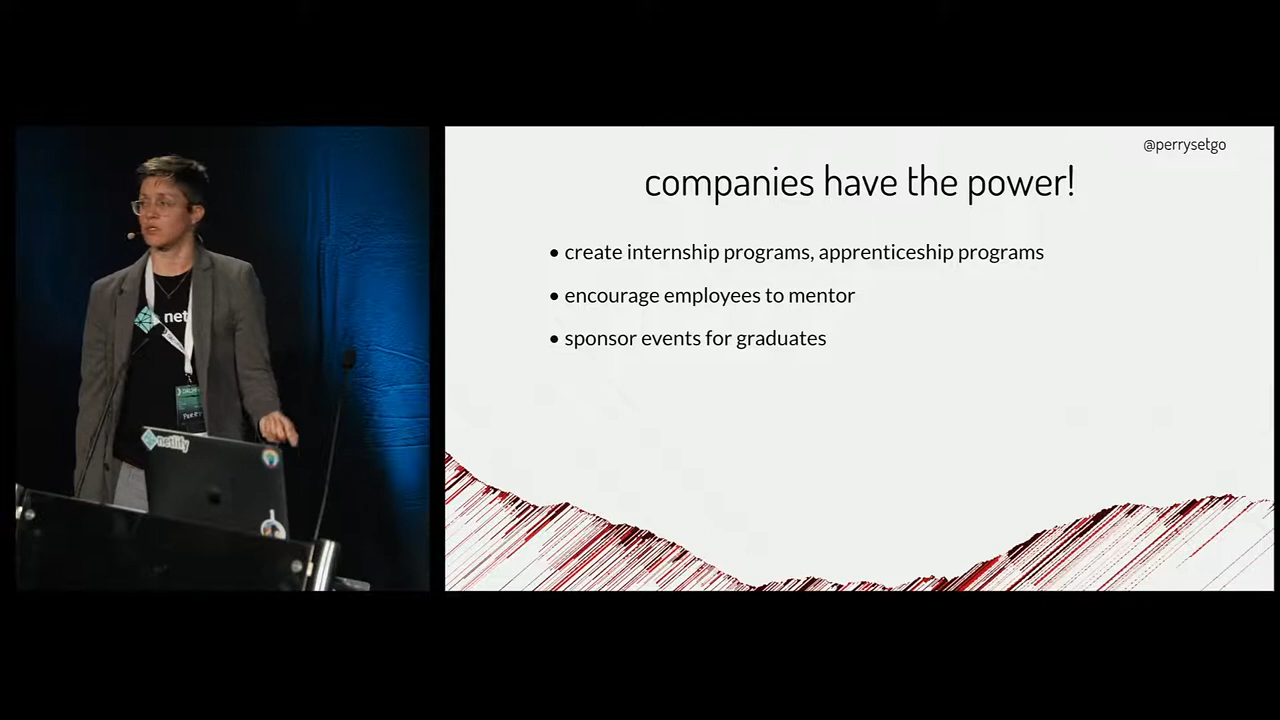 @perrysetgo
companies have the power!
• create internship programs, apprenticeship programs
• encourage employees to mentor
• sponsor events for graduates
net
netlify